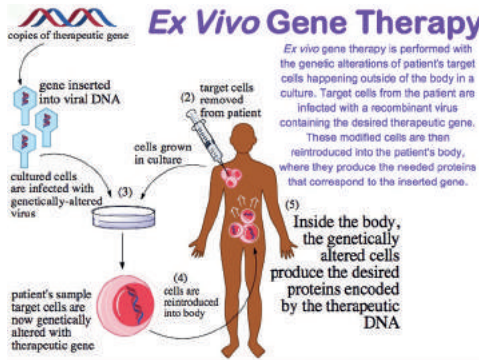 Ex Vivo Gene Therapy
copies of therapeutic gene
Ex vivo gene therapy is performed with
the genetic alterations of patient's target
cells happening outside of the body in a
culture. Target cells from the patient are
infected with a recombinant virus
containing the desired therapeutic gene.
These modified cells are then
reintroduced into the patient's body,
where they produce the needed proteins
that correspond to the inserted gene.
gene inserted
into viral DNA
(2)
target cells
removed
from patient
cells grown
in culture
cultured cells
are infected with
genetically-altered
virus
(3)
patient's sample
target cells are
now genetically
altered with
therapeutic gene
(4)
cells are
reintroduced
into body
(5)
Inside the body,
the genetically
altered cells
produce the desired
proteins encoded
by the therapeutic
DNA